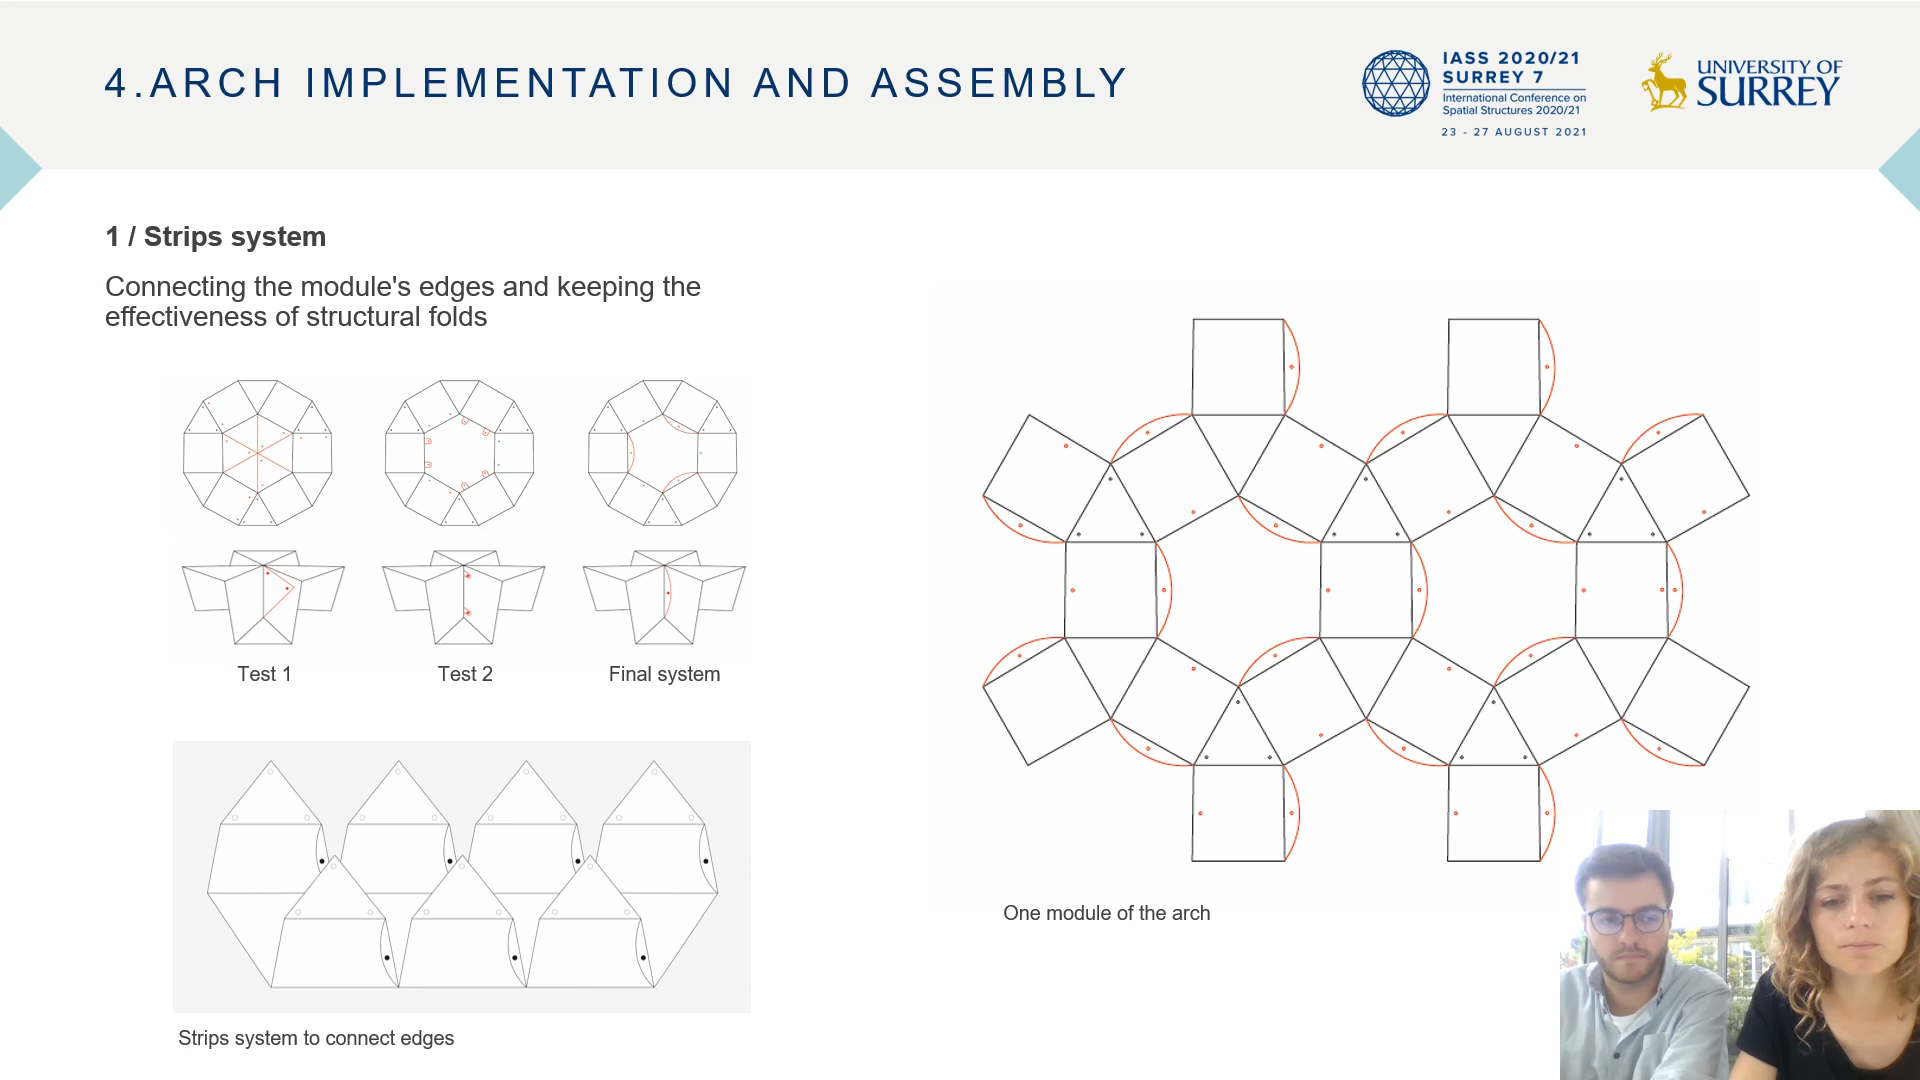 4.ARCH IMPLEMENTATION AND ASSEMBLY
IASS 2020/21
SURREY 7
International Conference on
Spatial Structures 2020/21
23 - 27 AUGUST 2021
UNIVERSITY OF
SURREY
1 / Strips system
Connecting the module's edges and keeping the
effectiveness of structural folds
Test 1
Test 2
Final system
Strips system to connect edges
One module of the arch